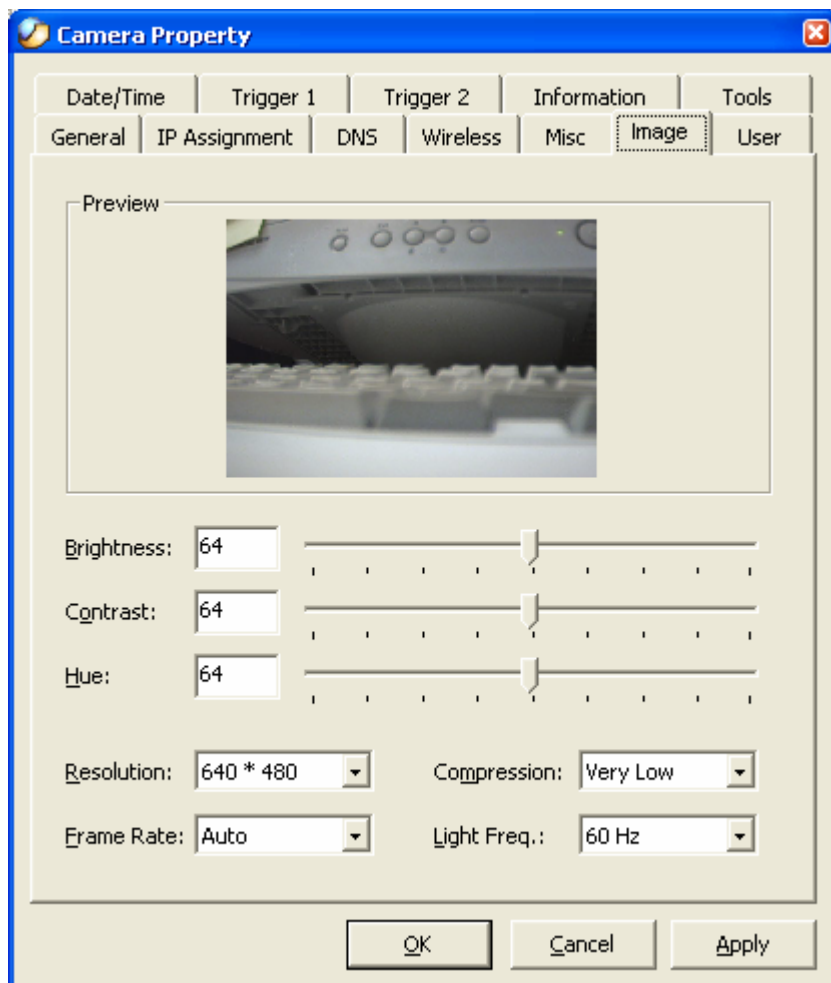 Camera Property
Date/Time Trigger 1 Trigger 2 Information Tools
General IP Assignment DNS Wireless Misc Image User
Preview
Brightness: 64
Contrast: 64
Hue: 64
Resolution: 640 * 480 Compression: Very Low
Frame Rate: Auto Light Freq.: 60 Hz
OK Cancel Apply